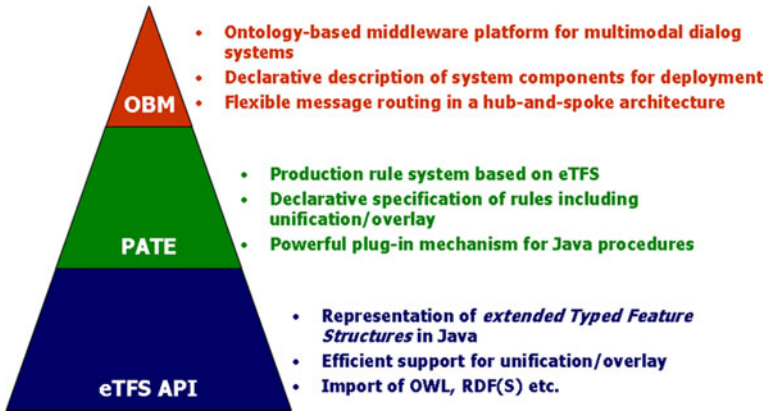 • Ontology-based middleware platform for multimodal dialog
systems
• Declarative description of system components for deployment
• Flexible message routing in a hub-and-spoke architecture
OBM
• Production rule system based on eTFS
• Declarative specification of rules including
unification/overlay
• Powerful plug-in mechanism for Java procedures
PATE
• Representation of extended Typed Feature
Structures in Java
• Efficient support for unification/overlay
• Import of OWL, RDF(S) etc.
eTFS API